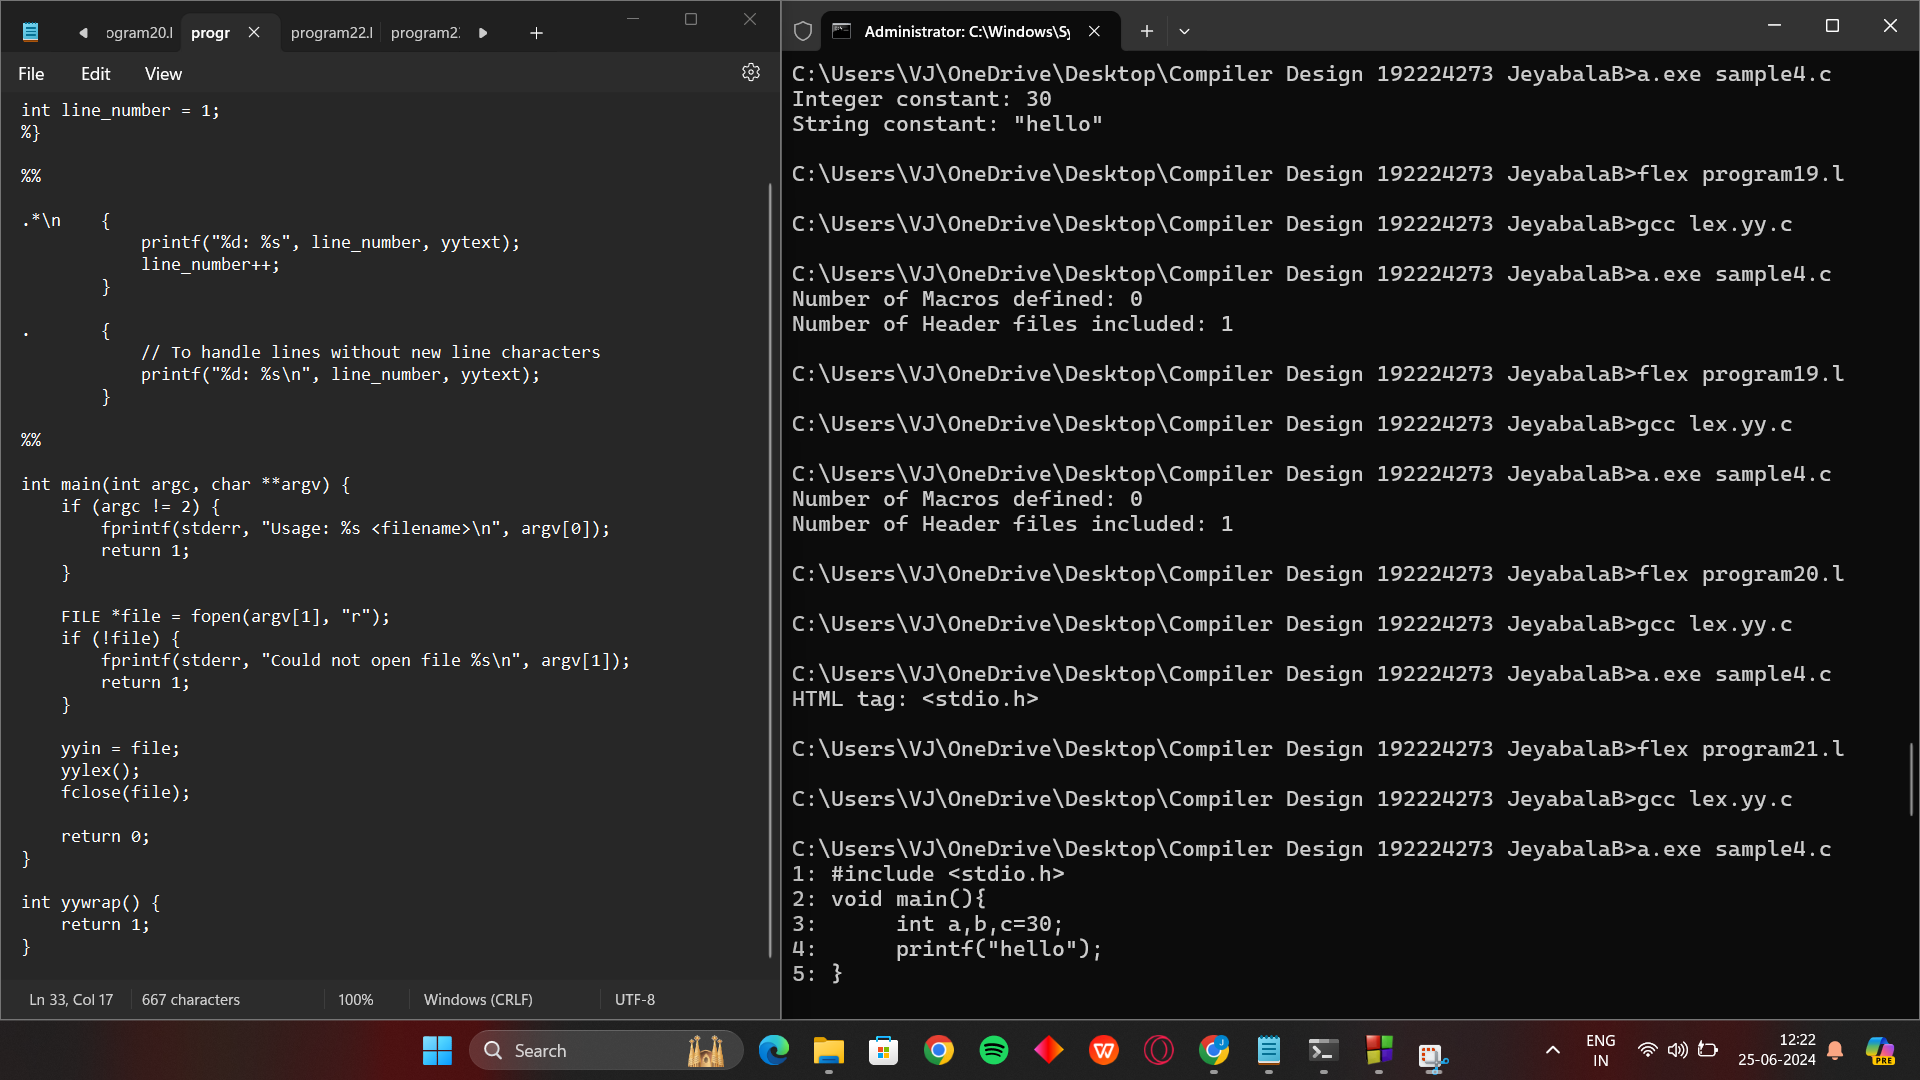 ogram20.l
progr
program22.l
program2
File
Edit
View
int line_number = 1;
%}
%%
.*\n    {
            printf("%d: %s", line_number, yytext);
            line_number++;
        }
.       {
            // To handle lines without new line characters
            printf("%d: %s\n", line_number, yytext);
        }
%%
int main(int argc, char **argv) {
    if (argc != 2) {
        fprintf(stderr, "Usage: %s <filename>\n", argv[0]);
        return 1;
    }
    FILE *file = fopen(argv[1], "r");
    if (!file) {
        fprintf(stderr, "Could not open file %s\n", argv[1]);
        return 1;
    }
    yyin = file;
    yylex();
    fclose(file);
    return 0;
}
int yywrap() {
    return 1;
}
Ln 33, Col 17
667 characters
100%
Windows (CRLF)
UTF-8
Administrator: C:\Windows\Sy
C:\Users\VJ\OneDrive\Desktop\Compiler Design 192224273 JeyabalaB>a.exe sample4.c
Integer constant: 30
String constant: "hello"
C:\Users\VJ\OneDrive\Desktop\Compiler Design 192224273 JeyabalaB>flex program19.l
C:\Users\VJ\OneDrive\Desktop\Compiler Design 192224273 JeyabalaB>gcc lex.yy.c
C:\Users\VJ\OneDrive\Desktop\Compiler Design 192224273 JeyabalaB>a.exe sample4.c
Number of Macros defined: 0
Number of Header files included: 1
C:\Users\VJ\OneDrive\Desktop\Compiler Design 192224273 JeyabalaB>flex program19.l
C:\Users\VJ\OneDrive\Desktop\Compiler Design 192224273 JeyabalaB>gcc lex.yy.c
C:\Users\VJ\OneDrive\Desktop\Compiler Design 192224273 JeyabalaB>a.exe sample4.c
Number of Macros defined: 0
Number of Header files included: 1
C:\Users\VJ\OneDrive\Desktop\Compiler Design 192224273 JeyabalaB>flex program20.l
C:\Users\VJ\OneDrive\Desktop\Compiler Design 192224273 JeyabalaB>gcc lex.yy.c
C:\Users\VJ\OneDrive\Desktop\Compiler Design 192224273 JeyabalaB>a.exe sample4.c
HTML tag: <stdio.h>
C:\Users\VJ\OneDrive\Desktop\Compiler Design 192224273 JeyabalaB>flex program21.l
C:\Users\VJ\OneDrive\Desktop\Compiler Design 192224273 JeyabalaB>gcc lex.yy.c
C:\Users\VJ\OneDrive\Desktop\Compiler Design 192224273 JeyabalaB>a.exe sample4.c
1: #include <stdio.h>
2: void main(){
3:      int a,b,c=30;
4:      printf("hello");
5: }
Search
ENG
IN
12:22
25-06-2024
PRE